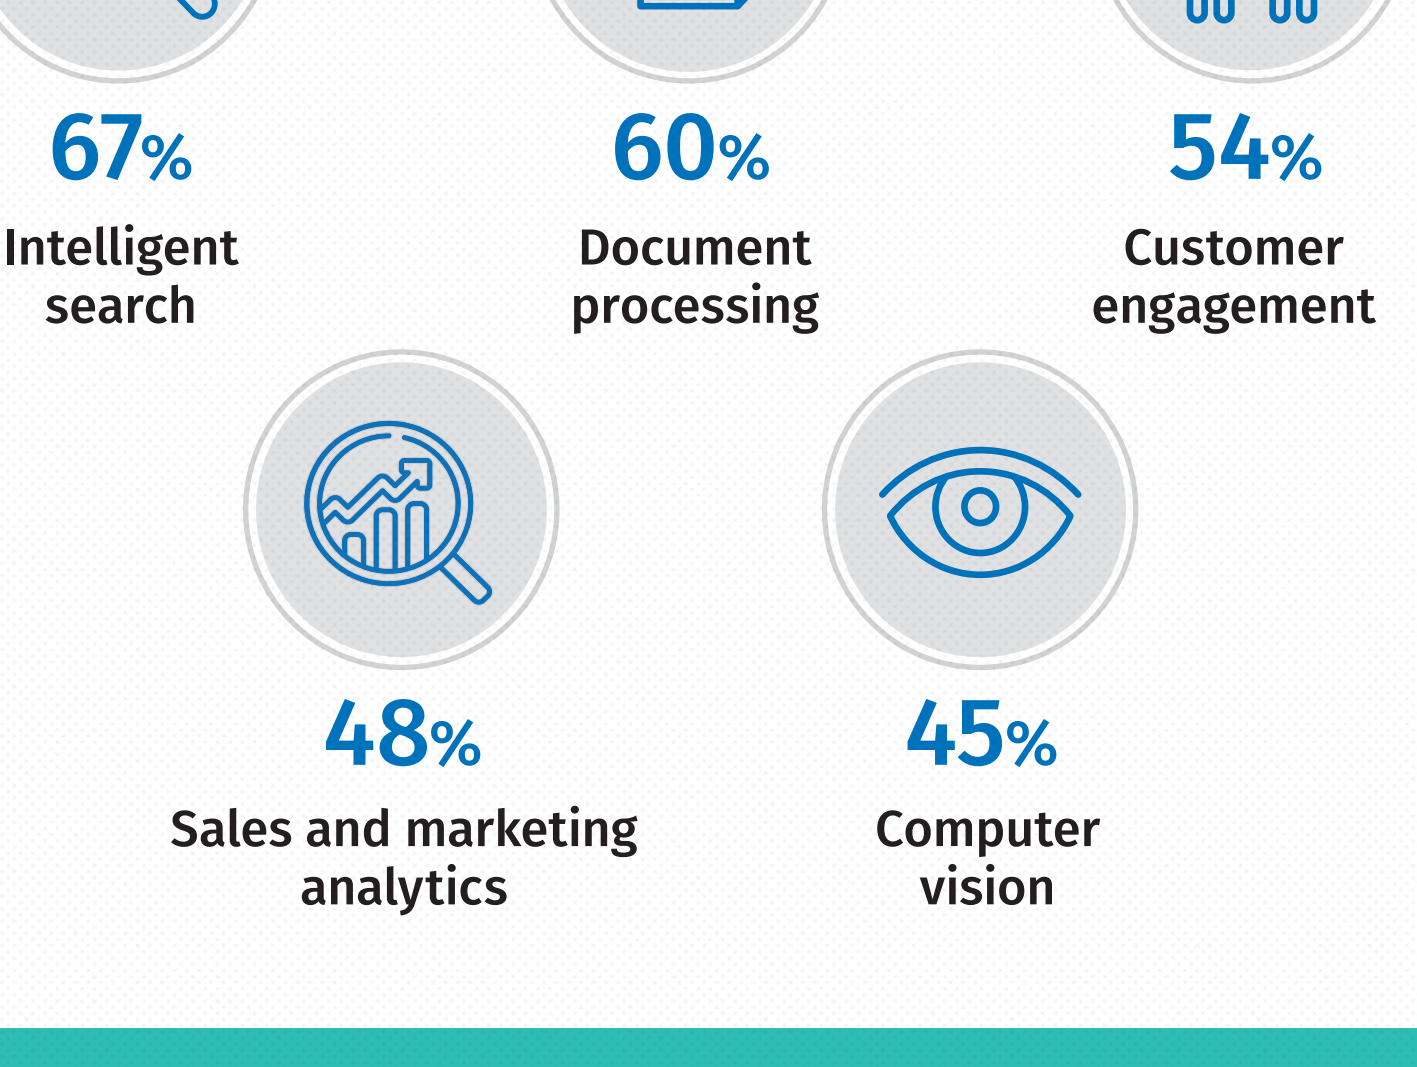 67% 60% 54%
Intelligent Document Customer
search processing engagement
48% 45%
Sales and marketing Computer
analytics vision